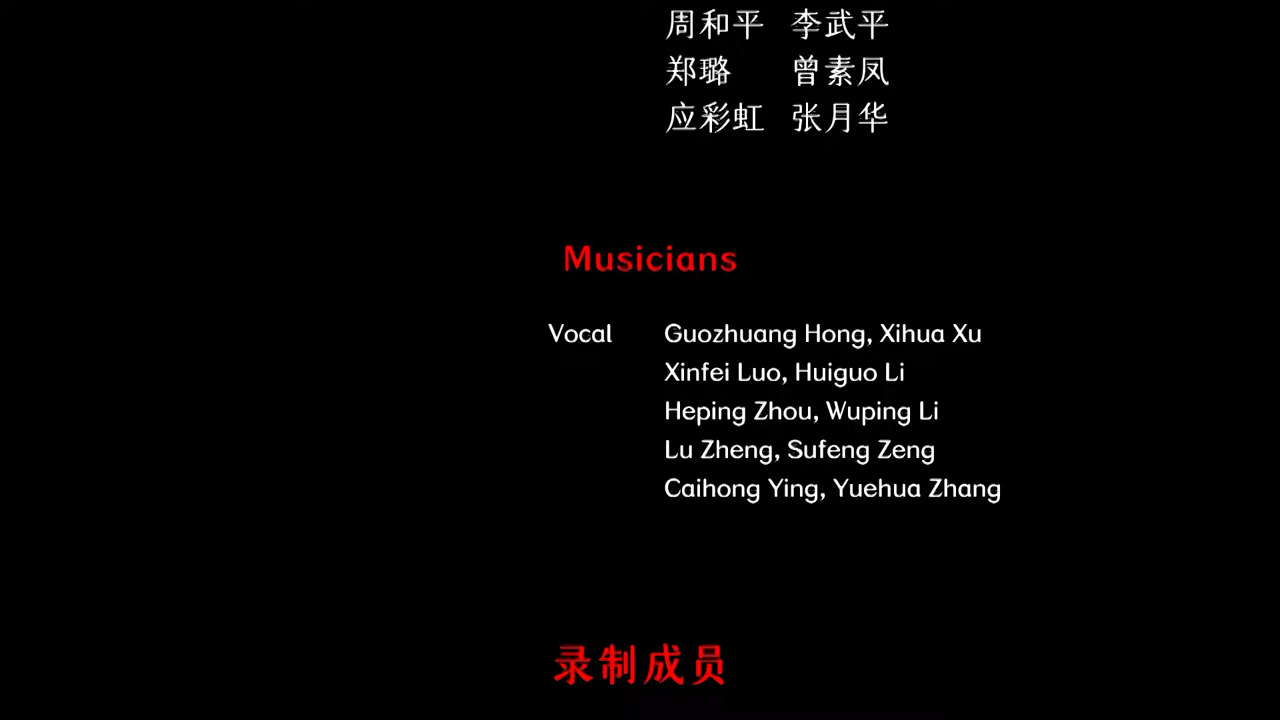 周和平 李武平
郑璐 曾素凤
应彩虹 张月华
Musicians
Vocal Guozhuang Hong, Xihua Xu
Xinfei Luo, Huiguo Li
Heping Zhou, Wuping Li
Lu Zheng, Sufeng Zeng
Caihong Ying, Yuehua Zhang
录制成员